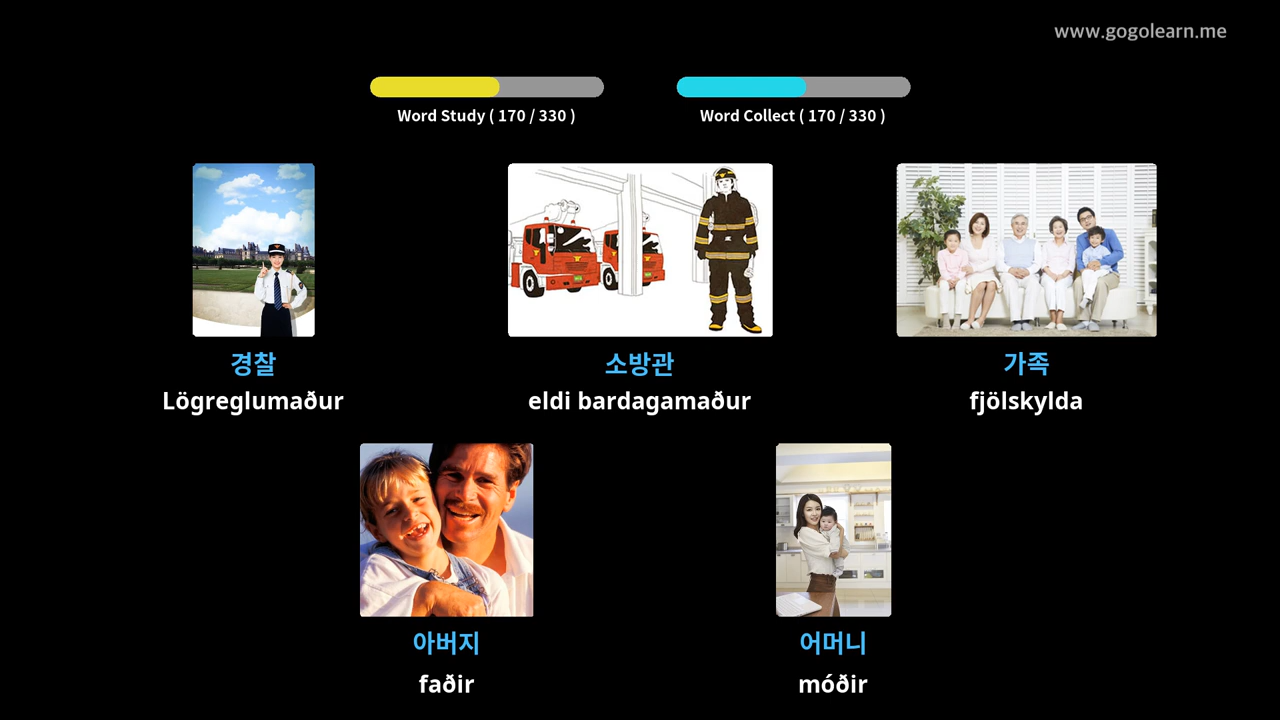 www.gogolearn.me
Word Study ( 170 / 330 )
Word Collect ( 170 / 330 )
경찰
소방관
가족
Lögreglumaður
eldi bardagamaður
fjölskylda
아버지
어머니
faðir
móðir